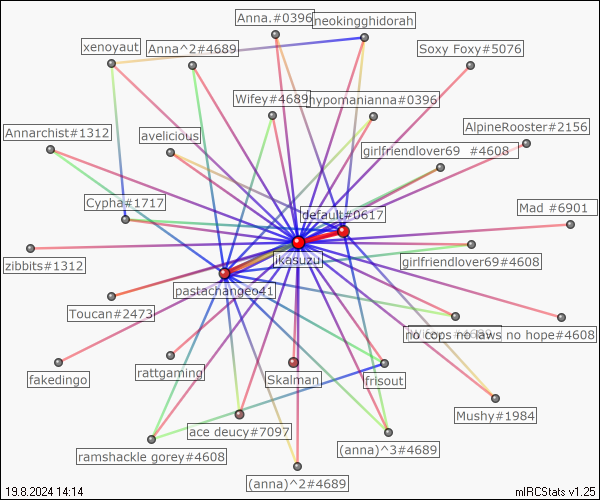 Anna.#0396
neokingghidorah
xenoyaut
Anna^2#4689
Soxy Foxy#5076
Wifey#4689
hypomanianna#0396
Annarchist#1312
avelicious
AlpineRooster#2156
girlfriendlover69 #4608
Cypha#1717
default#0617
Mad #6901
ikasuzu
zibbits#1312
girlfriendlover69#4608
pastachangeo41
Toucan#2473
no cops no laws no hope#4608
fakedingo
rattgaming
Skalman
frisout
Mushy#1984
ace deucy#7097
ramshackle gorey#4608
(anna)^3#4689
(anna)^2#4689
19.8.2024 14:14
mIRCStats v1.25